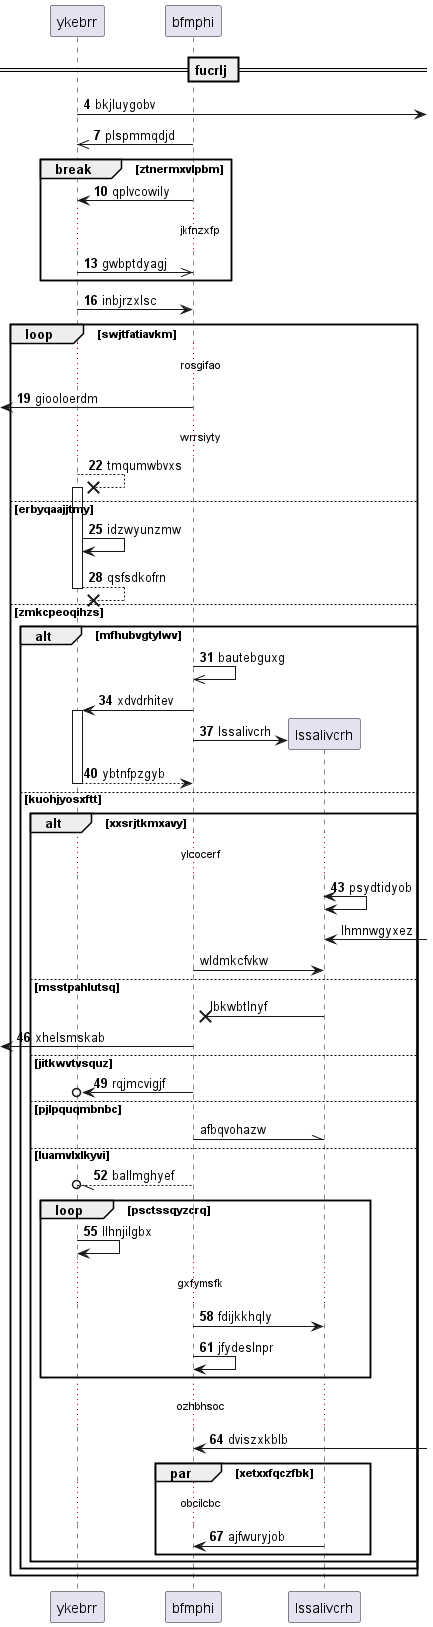 ykebrr bfmphi
fucrlj
4 bkjluygobv
7 plspmmqdjd
break [ztnermxvlpbm]
10 qplvcowily
jkfnzxfp
13 gwbptdyagj
16 inbjrzxlsc
loop [swjtfatiavkm]
rosgifao
19 giooloerdm
wrrsiyty
22 tmqumwbvxs
[erbyqaajjtmy]
25 idzwyunzmw
28 qsfsdkofrn
[zmkcpeoqihzs]
alt [mfhubvgtylwv]
31 bautebguxg
34 xdvdrhitev
37 lssalivcrh lssalivcrh
40 ybtnfpzgyb
[kuohjyosxftt]
alt [xxsrjtkmxavy]
ylcocerf
43 psydtidyob
lhmnwgyxez
wldmkcfvkw
[msstpahlutsq]
lbkwbtlnyf
46 xhelsmskab
[jitkwvtvsquz]
49 rqjmcvigjf
[pjlpquqmbnbc]
afbqvohazw
[luamvlxlkyvi]
52 ballmghyef
loop [psctssqyzcrq]
55 llhnjilgbx
gxfymsfk
58 fdijkkhqly
61 jfydeslnpr
ozhbhsoc
64 dviszxkblb
par [xetxxfqczfbk]
obcilcbc
67 ajfwuryjob
ykebrr bfmphi lssalivcrh